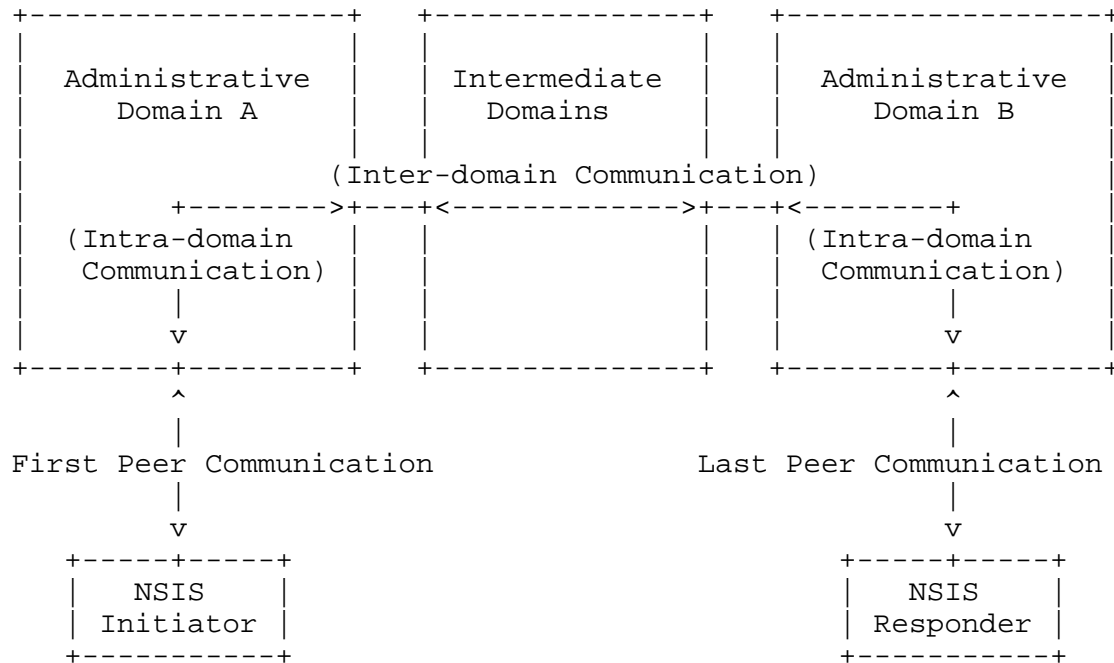 Administrative Intermediate Administrative
Domain A Domains Domain B
(Inter-domain Communication)
(Intra-domain (Intra-domain
Communication) Communication)
First Peer Communication Last Peer Communication
NSIS NSIS
Initiator Responder